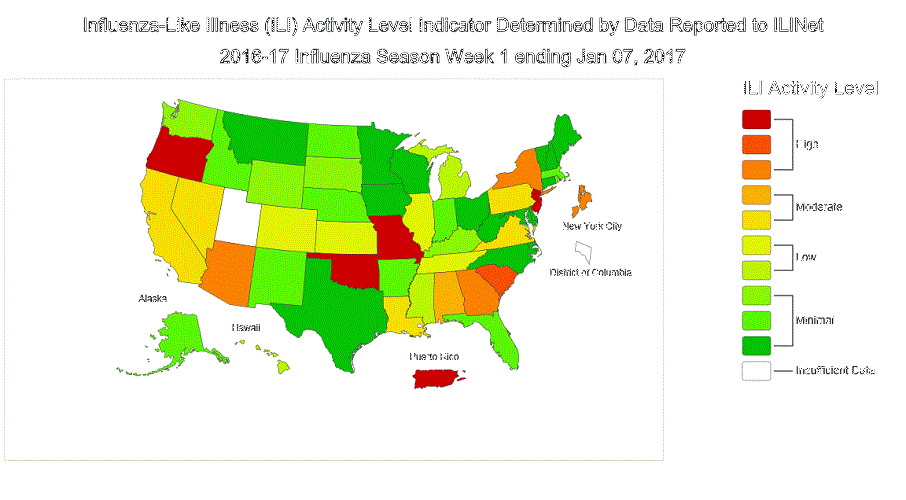 Influenza-Like Illness (ILI) Activity Level Indicator Determined by Data Reported to ILINet
2016-17 Influenza Season Week 1 ending Jan 07, 2017
ILI Activity Level
High
Moderate
Low
Minimal
Insufficient Data
New York City
District of Columbia
Alaska
Hawaii
Puerto Rico